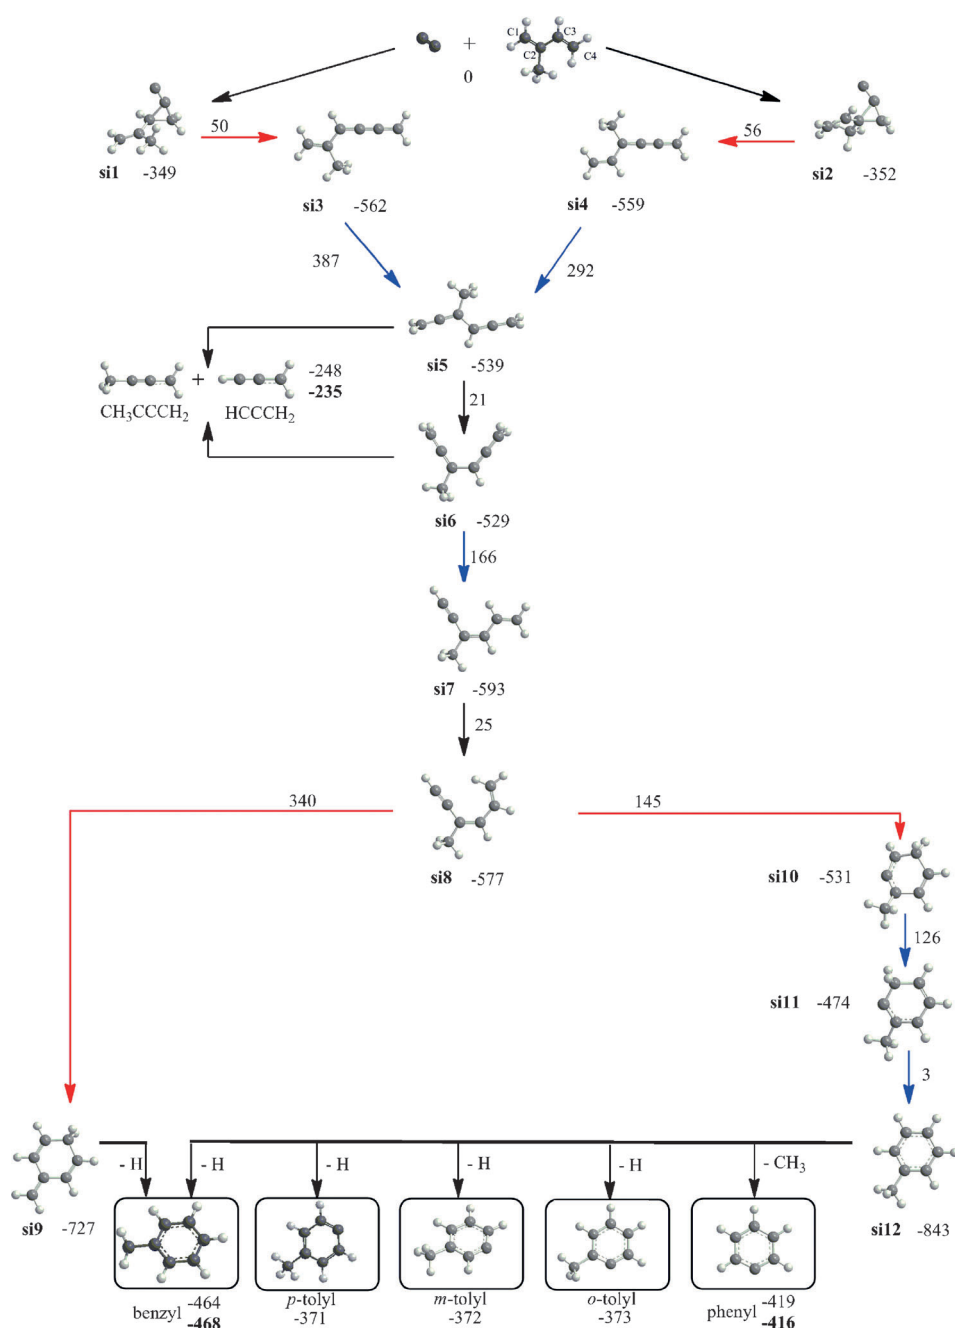 +
C1
C2
C3
C4
0
50
56
si1 -349
si3 -562
si4 -559
si2 -352
387
292
si5 -539
+
-248
-235
CH₃CCCH₂
HCCCH₂
21
si6 -529
166
si7 -593
25
340
145
si8 -577
si10 -531
126
si11 -474
3
- H
- H
- H
- H
- H
- CH₃
si9 -727
si12 -843
benzyl -464
-468
p-tolyl
-371
m-tolyl
-372
o-tolyl
-373
phenyl -419
-416